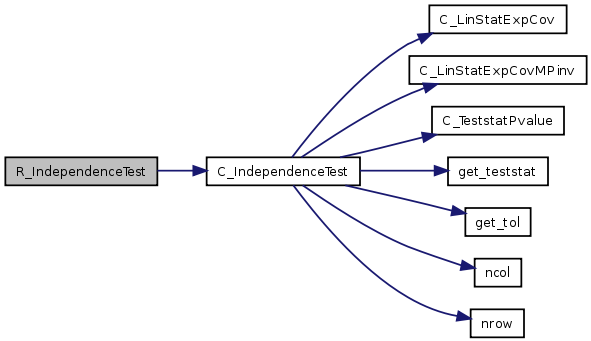 C_LinStatExpCov
C_LinStatExpCovMPinv
C_TeststatPvalue
R_IndependenceTest
C_IndependenceTest
get_teststat
get_tol
ncol
nrow